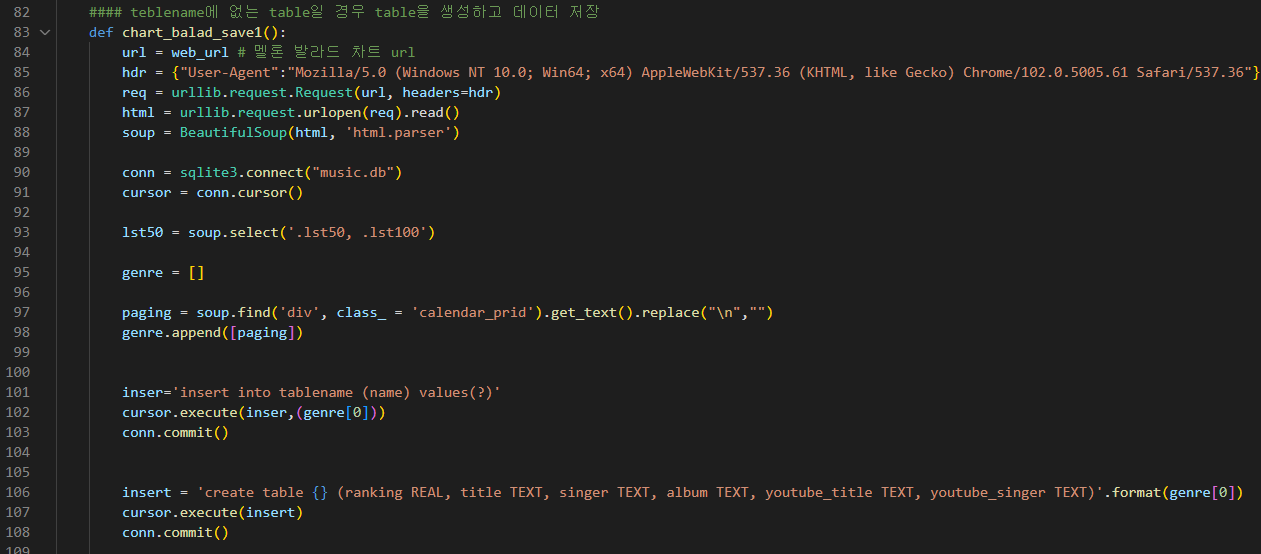 82 #### teblename에 없는 table일 경우 table을 생성하고 데이터 저장
83 def chart_balad_save1():
84 url = web_url # 멜론 발라드 차트 url
85 hdr = {"User-Agent":"Mozilla/5.0 (Windows NT 10.0; Win64; x64) AppleWebKit/537.36 (KHTML, like Gecko) Chrome/102.0.5005.61 Safari/537.36"}
86 req = urllib.request.Request(url, headers=hdr)
87 html = urllib.request.urlopen(req).read()
88 soup = BeautifulSoup(html, 'html.parser')
89
90 conn = sqlite3.connect("music.db")
91 cursor = conn.cursor()
92
93 lst50 = soup.select('.lst50, .lst100')
94
95 genre = []
96
97 paging = soup.find('div', class_ = 'calendar_prid').get_text().replace("\n","")
98 genre.append([paging])
99
100
101 inser='insert into tablename (name) values(?)'
102 cursor.execute(inser,(genre[0]))
103 conn.commit()
104
105
106 insert = 'create table {} (ranking REAL, title TEXT, singer TEXT, album TEXT, youtube_title TEXT, youtube_singer TEXT)'.format(genre[0])
107 cursor.execute(insert)
108 conn.commit()
109